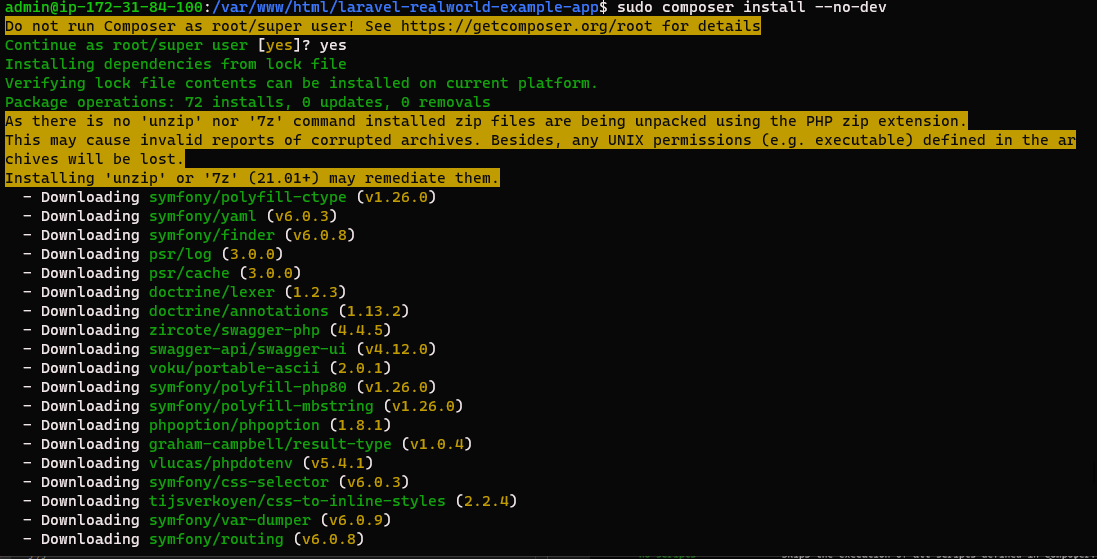 admin@ip-172-31-84-100:/var/www/html/laravel-realworld-example-app$ sudo composer install --no-dev
Do not run Composer as root/super user! See https://getcomposer.org/root for details
Continue as root/super user [yes]? yes
Installing dependencies from lock file
Verifying lock file contents can be installed on current platform.
Package operations: 72 installs, 0 updates, 0 removals
As there is no 'unzip' nor '7z' command installed zip files are being unpacked using the PHP zip extension.
This may cause invalid reports of corrupted archives. Besides, any UNIX permissions (e.g. executable) defined in the ar
chives will be lost.
Installing 'unzip' or '7z' (21.01+) may remediate them.
  - Downloading symfony/polyfill-ctype (v1.26.0)
  - Downloading symfony/yaml (v6.0.3)
  - Downloading symfony/finder (v6.0.8)
  - Downloading psr/log (3.0.0)
  - Downloading psr/cache (3.0.0)
  - Downloading doctrine/lexer (1.2.3)
  - Downloading doctrine/annotations (1.13.2)
  - Downloading zircote/swagger-php (4.4.5)
  - Downloading swagger-api/swagger-ui (v4.12.0)
  - Downloading voku/portable-ascii (2.0.1)
  - Downloading symfony/polyfill-php80 (v1.26.0)
  - Downloading symfony/polyfill-mbstring (v1.26.0)
  - Downloading phpoption/phpoption (1.8.1)
  - Downloading graham-campbell/result-type (v1.0.4)
  - Downloading vlucas/phpdotenv (v5.4.1)
  - Downloading symfony/css-selector (v6.0.3)
  - Downloading tijsverkoyen/css-to-inline-styles (2.2.4)
  - Downloading symfony/var-dumper (v6.0.9)
  - Downloading symfony/routing (v6.0.8)